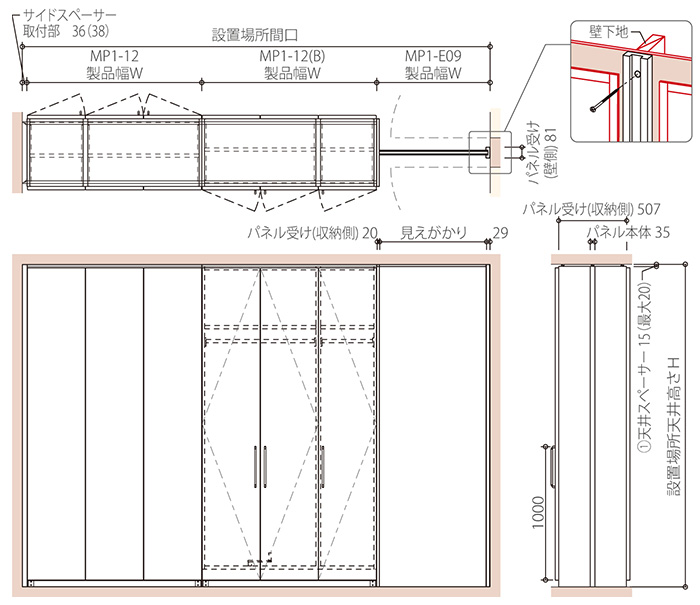 サイドスペーサー
取付部 36(38)
設置場所間口
MP1-12
製品幅W
MP1-12(B)
製品幅W
MP1-E09
製品幅W
壁下地
パネル受け
(壁側) 81
パネル受け(収納側) 20
見えがかり
29
パネル受け(収納側) 507
パネル本体 35
①天井スペーサー 15(最大20)
設置場所天井高さH
1000